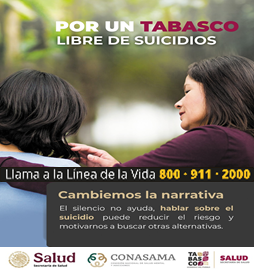 POR UN TABASCO
LIBRE DE SUICIDIOS
Llama a la Línea de la Vida 800 · 911 · 2000
Cambiemos la narrativa
El silencio no ayuda, hablar sobre el
suicidio puede reducir el riesgo y
motivarnos a buscar otras alternativas.
Salud
Secretaría de Salud
CONASAMA
TA
BAS
CO
SALUD